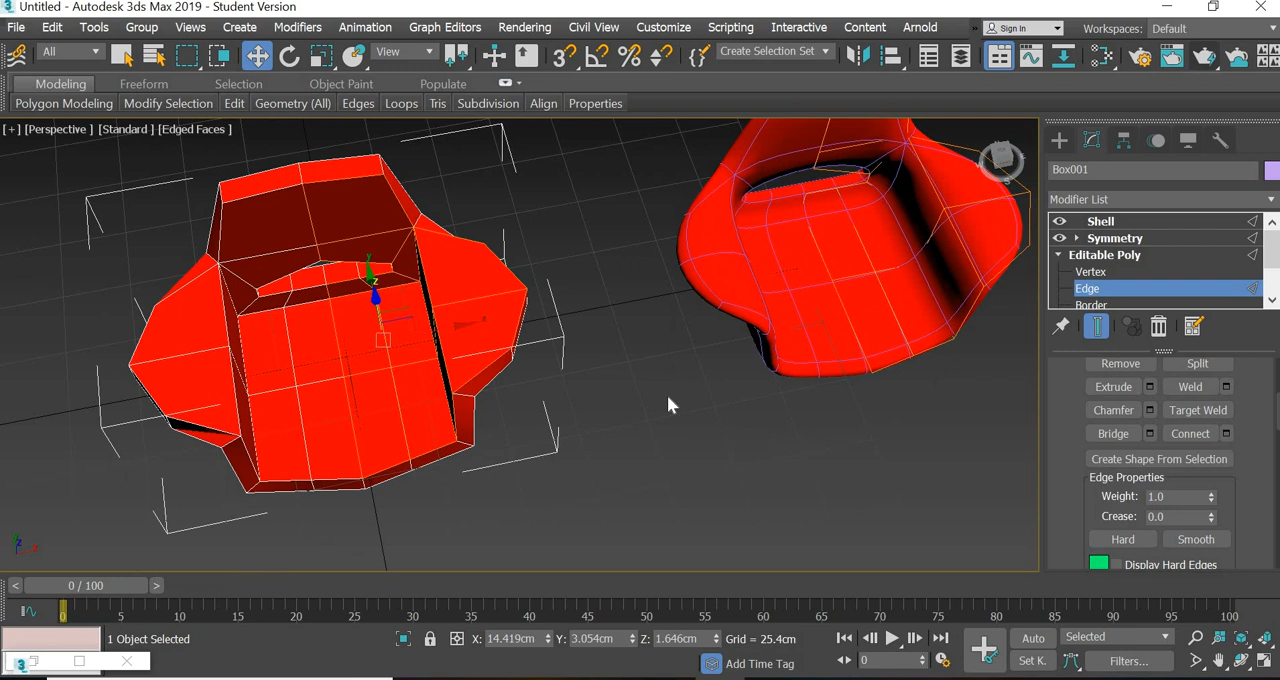 3 Untitled - Autodesk 3ds Max 2019 - Student Version
File Edit Tools Group Views Create Modifiers Animation Graph Editors Rendering Civil View Customize Scripting Interactive Content Arnold » Sign In Workspaces: Default
All View Create Selection Set
Modeling Freeform Selection Object Paint Populate
Polygon Modeling Modify Selection Edit Geometry (All) Edges Loops Tris Subdivision Align Properties
[+] [Perspective ] [Standard ] [Edged Faces ]
Box001
Modifier List
Shell
Symmetry
Editable Poly
Vertex
Edge
Border
Remove Split
Extrude Weld
Chamfer Target Weld
Bridge Connect
Create Shape From Selection
Edge Properties
Weight: 1.0
Crease: 0.0
Hard Smooth
Display Hard Edges
y
z
z
x
< 0 / 100 >
0 5 10 15 20 25 30 35 40 45 50 55 60 65 70 75 80 85 90 95 100
1 Object Selected X: 14.419cm Y: 3.054cm Z: 1.646cm Grid = 25.4cm Auto Selected
3 Add Time Tag 0 Set K. Filters...